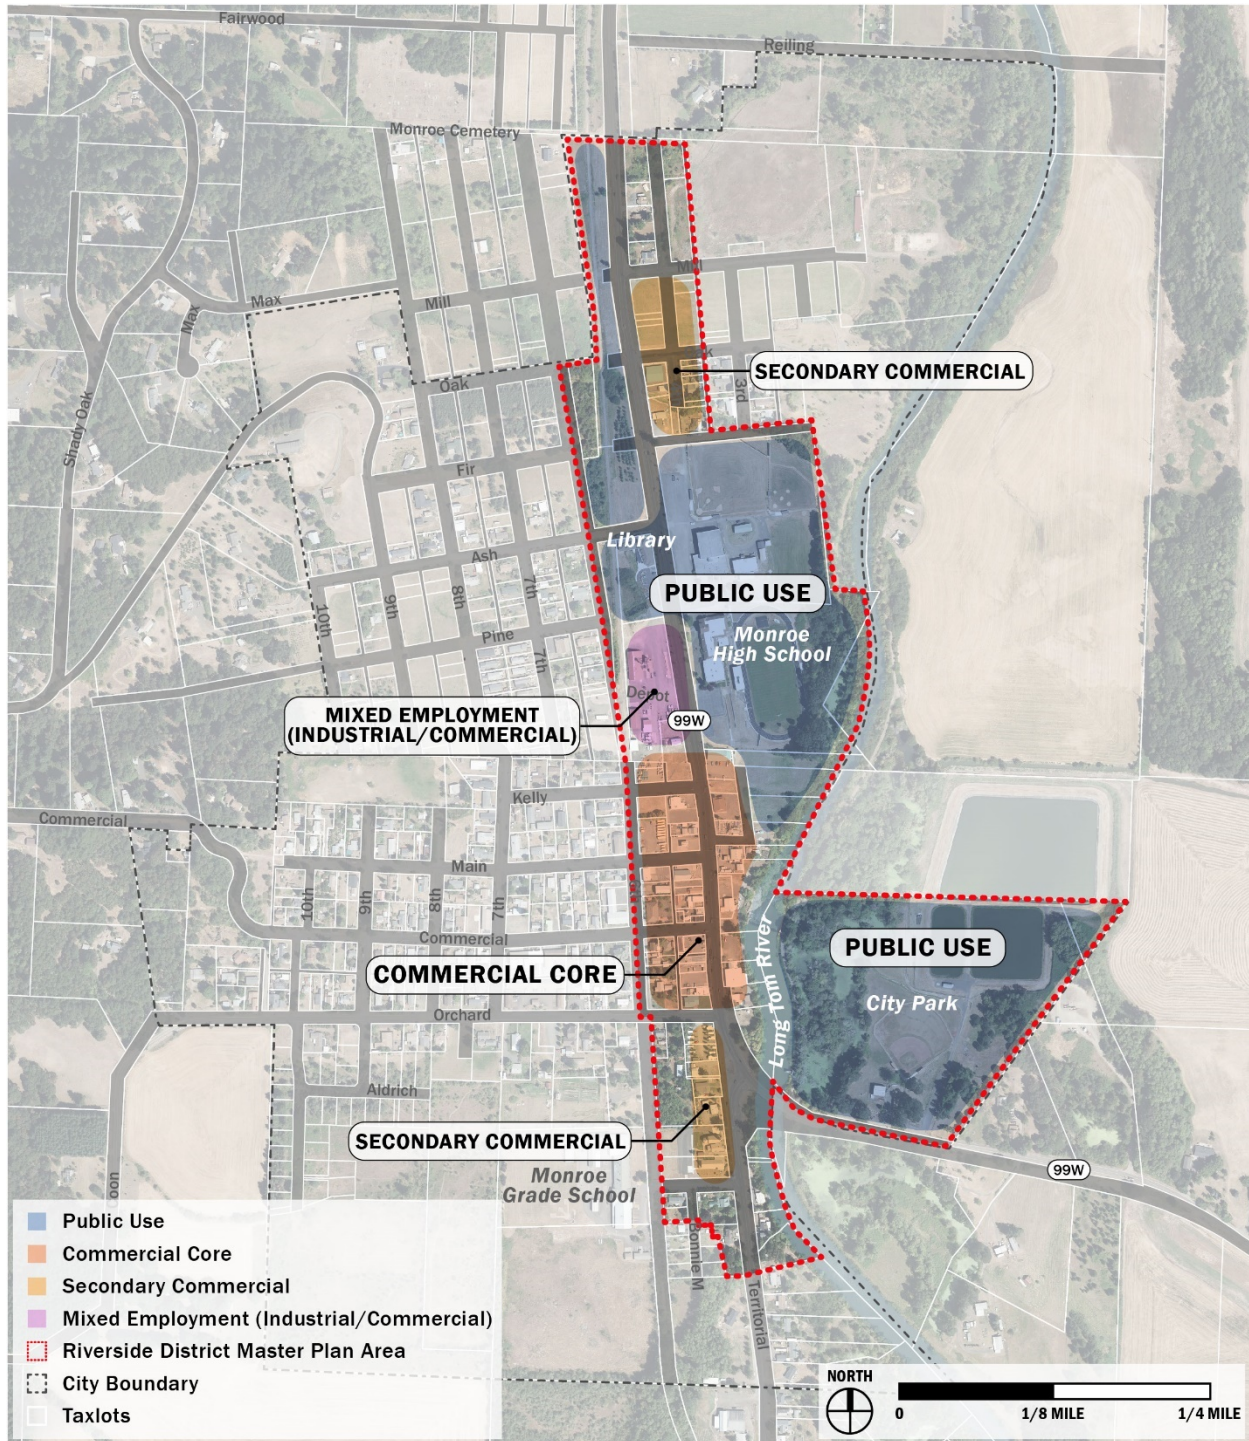 Fairwood
Reiling
Monroe Cemetery
Mill
Max
Mill
Max
Oak
3rd
SECONDARY COMMERCIAL
Shady Oak
Fir
Library
Ash
PUBLIC USE
10th
9th
8th
7th
Pine
7th
Monroe
High School
Depot
MIXED EMPLOYMENT
(INDUSTRIAL/COMMERCIAL)
99W
Kelly
Commercial
Main
10th
9th
8th
7th
Commercial
COMMERCIAL CORE
Long Tom River
PUBLIC USE
City Park
Orchard
Aldrich
SECONDARY COMMERCIAL
Monroe
Grade School
99W
Bonnie M
Territorial
Public Use
Commercial Core
Secondary Commercial
Mixed Employment (Industrial/Commercial)
Riverside District Master Plan Area
City Boundary
Taxlots
NORTH
0 1/8 MILE 1/4 MILE